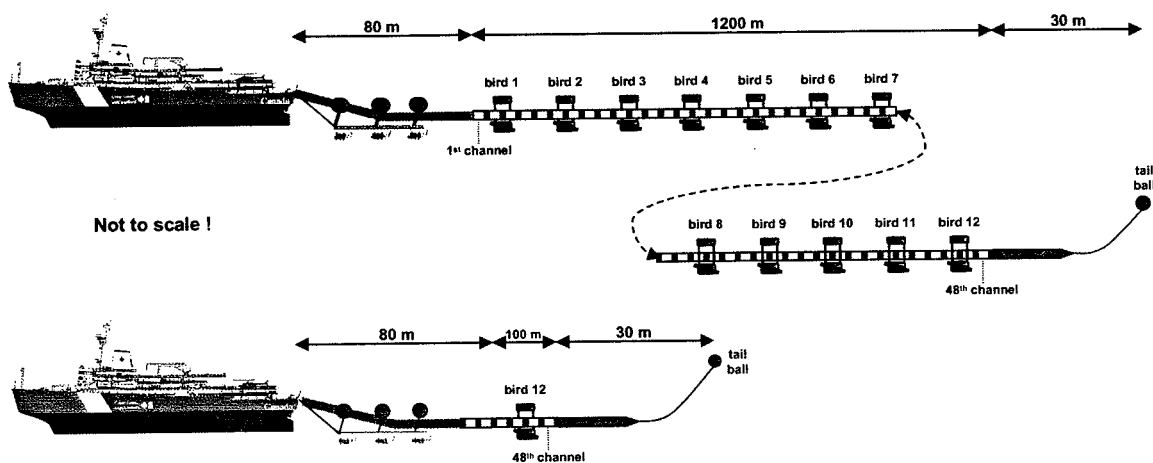 80 m
1200 m
30 m
bird 1 bird 2 bird 3 bird 4 bird 5 bird 6 bird 7
1st channel
tail
ball
Not to scale !
bird 8 bird 9 bird 10 bird 11 bird 12
48th channel
80 m
100 m
30 m
tail
ball
bird 12
48th channel